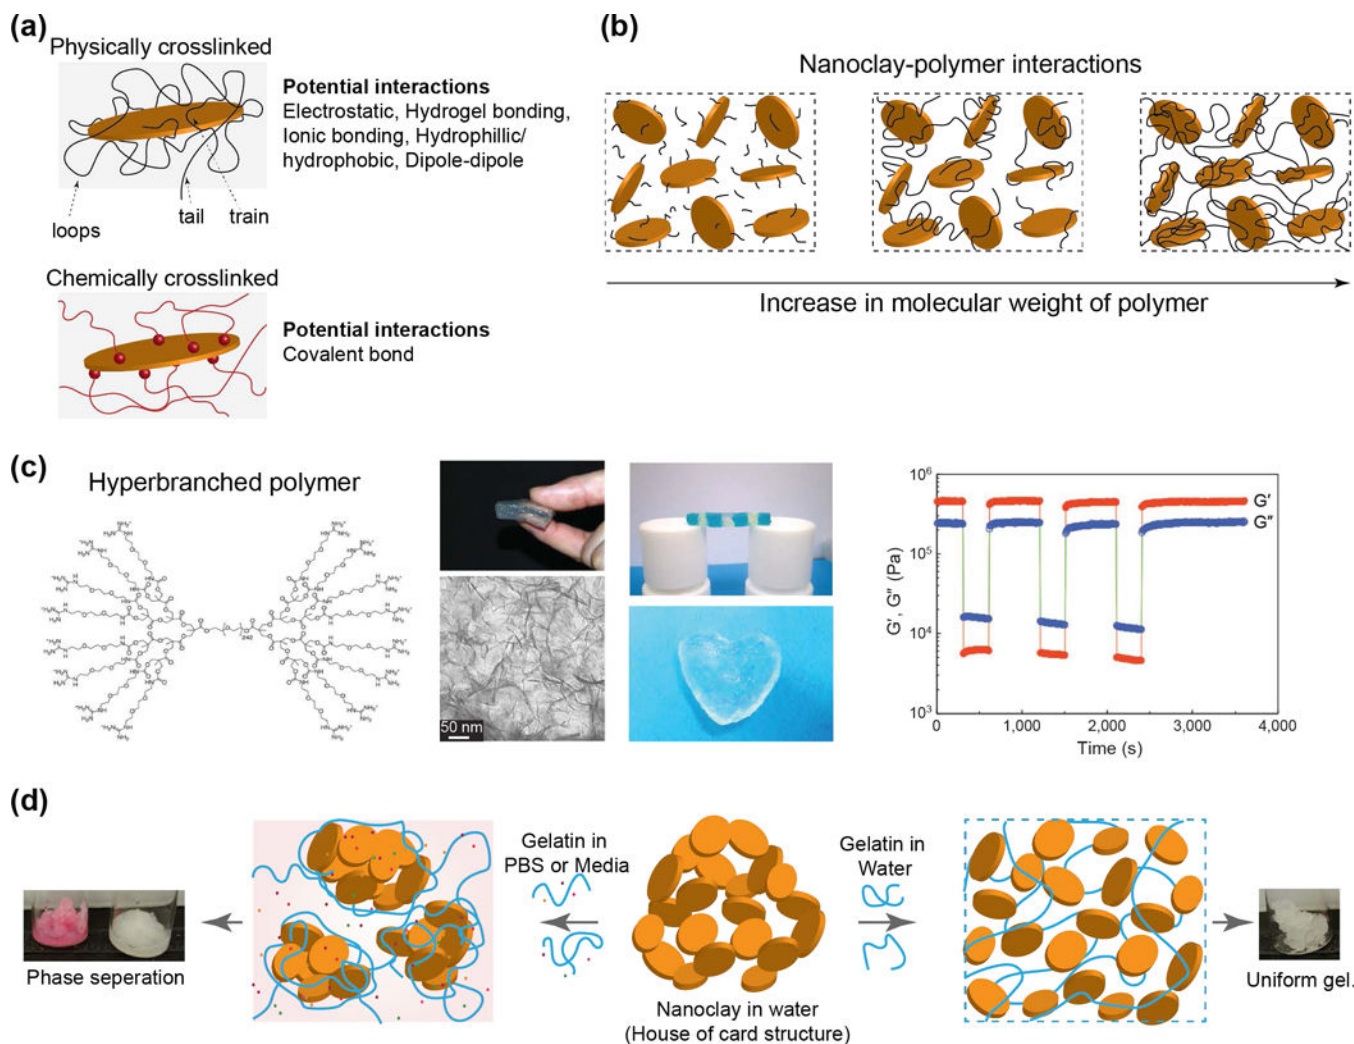 (a)
Physically crosslinked
Potential interactions
Electrostatic, Hydrogel bonding,
Ionic bonding, Hydrophillic/
hydrophobic, Dipole-dipole
loops
tail
train
Chemically crosslinked
Potential interactions
Covalent bond
(b)
Nanoclay-polymer interactions
Increase in molecular weight of polymer
(c)
Hyperbranched polymer
50 nm
G', G'' (Pa)
10⁶
10⁵
10⁴
10³
G'
G''
0
1,000
2,000
3,000
4,000
Time (s)
(d)
Phase seperation
Gelatin in
PBS or Media
Nanoclay in water
(House of card structure)
Gelatin in
Water
Uniform gel.